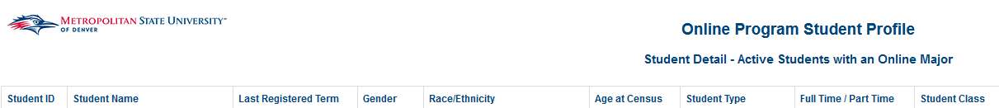 METROPOLITAN STATE UNIVERSITY™
OF DENVER
Online Program Student Profile
Student Detail - Active Students with an Online Major
Student ID Student Name Last Registered Term Gender Race/Ethnicity Age at Census Student Type Full Time / Part Time Student Class